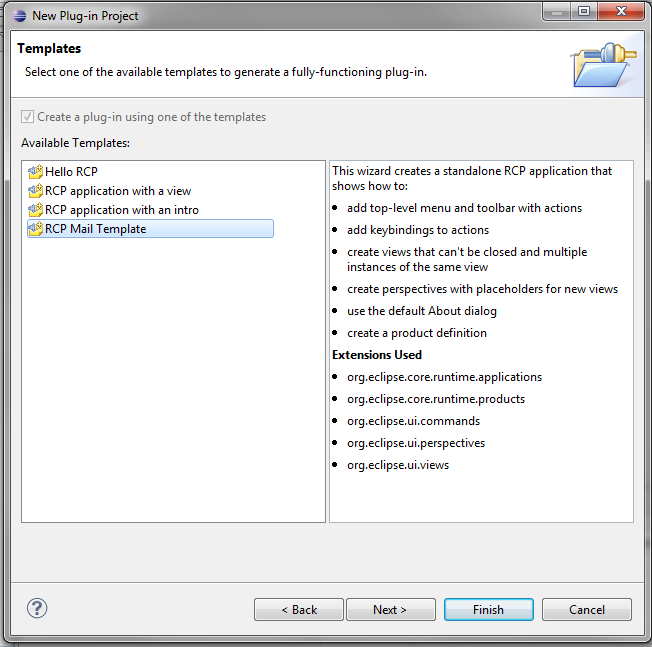 New Plug-in Project
Templates
Select one of the available templates to generate a fully-functioning plug-in.
Create a plug-in using one of the templates
Available Templates:
Hello RCP
RCP application with a view
RCP application with an intro
RCP Mail Template
This wizard creates a standalone RCP application that
shows how to:
add top-level menu and toolbar with actions
add keybindings to actions
create views that can't be closed and multiple
instances of the same view
create perspectives with placeholders for new views
use the default About dialog
create a product definition
Extensions Used
org.eclipse.core.runtime.applications
org.eclipse.core.runtime.products
org.eclipse.ui.commands
org.eclipse.ui.perspectives
org.eclipse.ui.views
?
< Back
Next >
Finish
Cancel